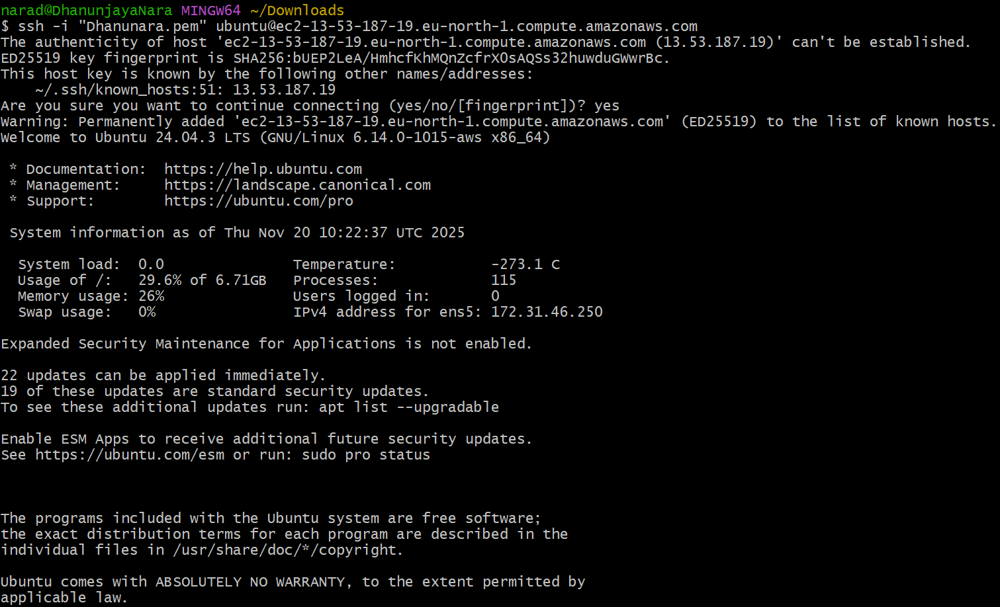 narad@DhanunjayaNara MINGW64 ~/Downloads
$ ssh -i "Dhanunara.pem" ubuntu@ec2-13-53-187-19.eu-north-1.compute.amazonaws.com
The authenticity of host 'ec2-13-53-187-19.eu-north-1.compute.amazonaws.com (13.53.187.19)' can't be established.
ED25519 key fingerprint is SHA256:bUEP2LeA/HmhcfKhMQnZcfrX0sAQSs32huwduGWwrBc.
This host key is known by the following other names/addresses:
    ~/.ssh/known_hosts:51: 13.53.187.19
Are you sure you want to continue connecting (yes/no/[fingerprint])? yes
Warning: Permanently added 'ec2-13-53-187-19.eu-north-1.compute.amazonaws.com' (ED25519) to the list of known hosts.
Welcome to Ubuntu 24.04.3 LTS (GNU/Linux 6.14.0-1015-aws x86_64)

 * Documentation:  https://help.ubuntu.com
 * Management:     https://landscape.canonical.com
 * Support:        https://ubuntu.com/pro

 System information as of Thu Nov 20 10:22:37 UTC 2025

  System load:  0.0               Temperature:           -273.1 C
  Usage of /:   29.6% of 6.71GB   Processes:             115
  Memory usage: 26%               Users logged in:       0
  Swap usage:   0%                IPv4 address for ens5: 172.31.46.250

Expanded Security Maintenance for Applications is not enabled.

22 updates can be applied immediately.
19 of these updates are standard security updates.
To see these additional updates run: apt list --upgradable

Enable ESM Apps to receive additional future security updates.
See https://ubuntu.com/esm or run: sudo pro status

The programs included with the Ubuntu system are free software;
the exact distribution terms for each program are described in the
individual files in /usr/share/doc/*/copyright.

Ubuntu comes with ABSOLUTELY NO WARRANTY, to the extent permitted by
applicable law.